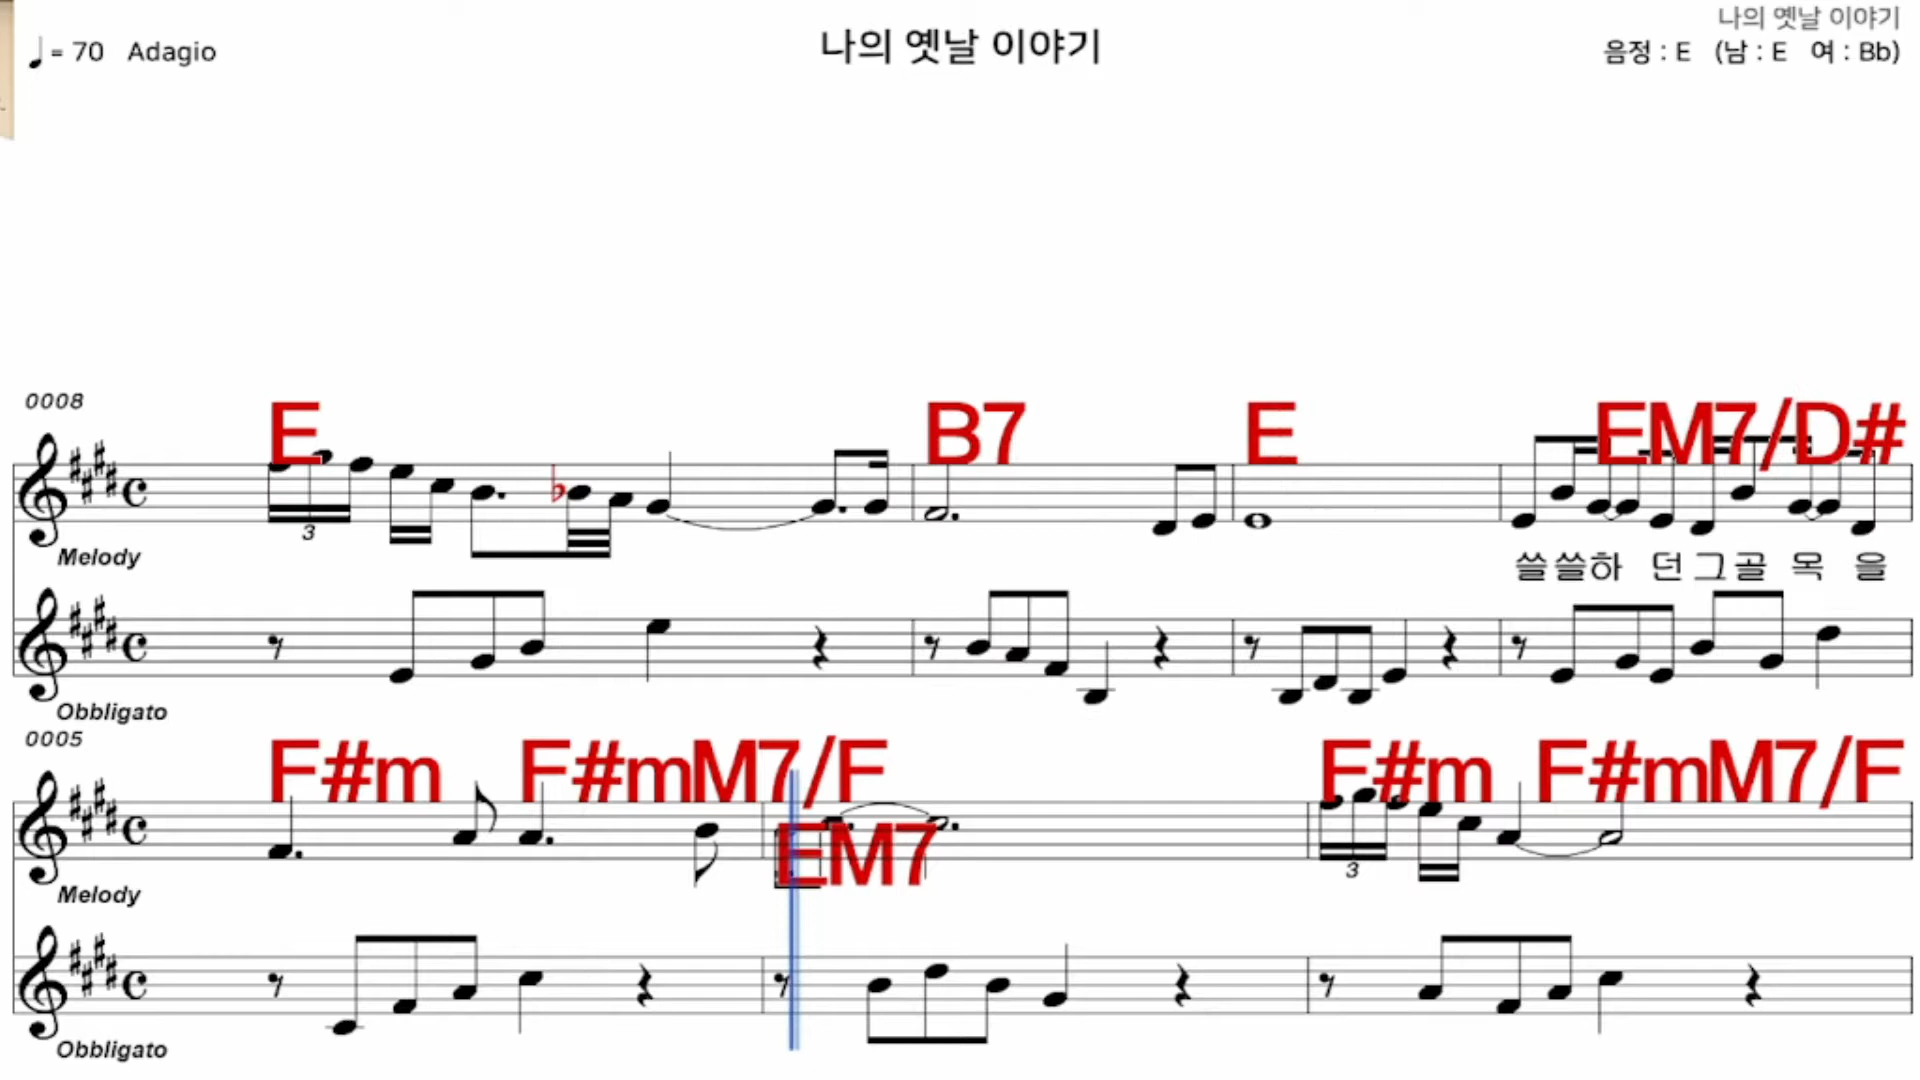 나의 옛날 이야기
♩ = 70 Adagio
나의 옛날 이야기
음정 : E (남 : E 여 : Bb)
0008
E B7 E EM7/D#
3
Melody
쓸쓸하 던그골 목 을
Obbligato
0005
F#m F#mM7/F F#m F#mM7/F
EM7
3
Melody
Obbligato